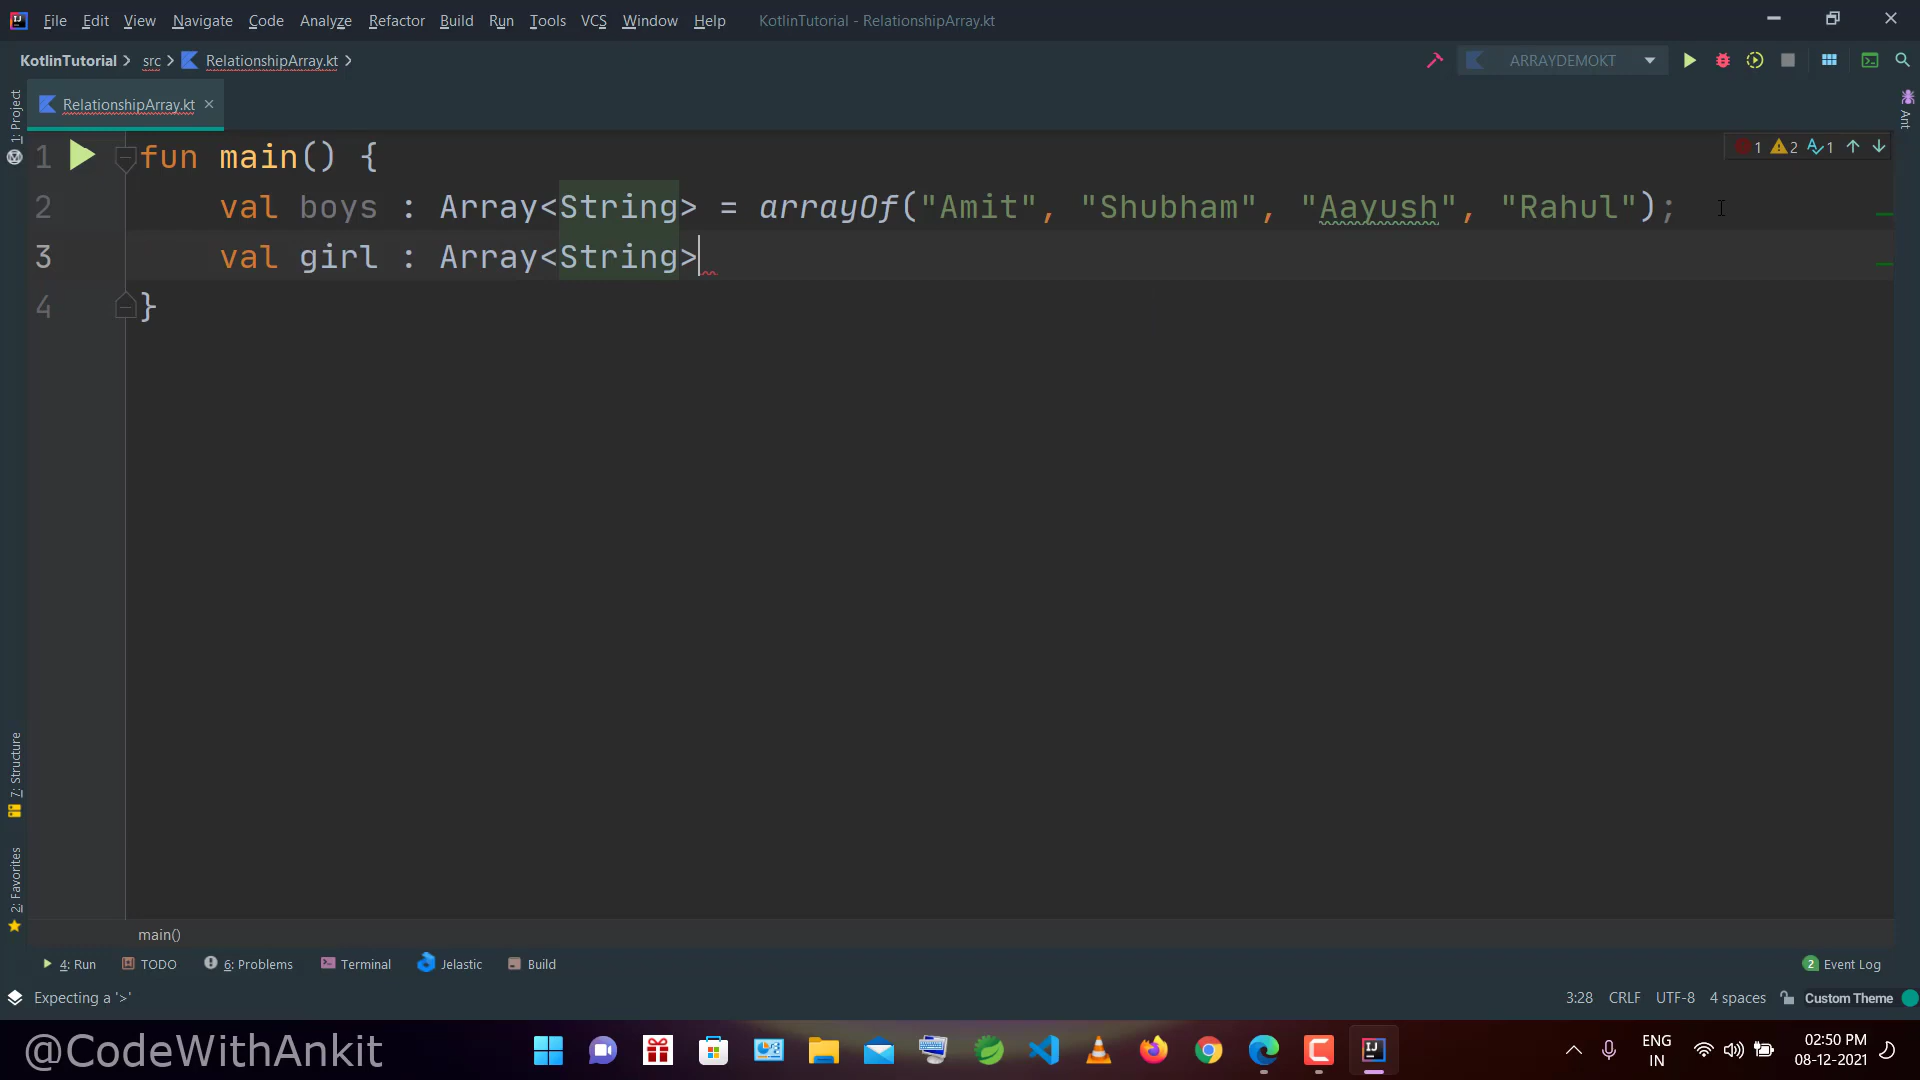 File Edit View Navigate Code Analyze Refactor Build Run Tools VCS Window Help KotlinTutorial - RelationshipArray.kt
KotlinTutorial src RelationshipArray.kt ARRAYDEMOKT
RelationshipArray.kt
1: Project
Ant
1 fun main() { 1 2 1
2 val boys : Array<String> = arrayOf("Amit", "Shubham", "Aayush", "Rahul");
3 val girl : Array<String>
4 }
7: Structure
2: Favorites
main()
4: Run TODO 6: Problems Terminal Jelastic Build 2 Event Log
Expecting a '>' 3:28 CRLF UTF-8 4 spaces Custom Theme
@CodeWithAnkit ENG 02:50 PM
IN 08-12-2021